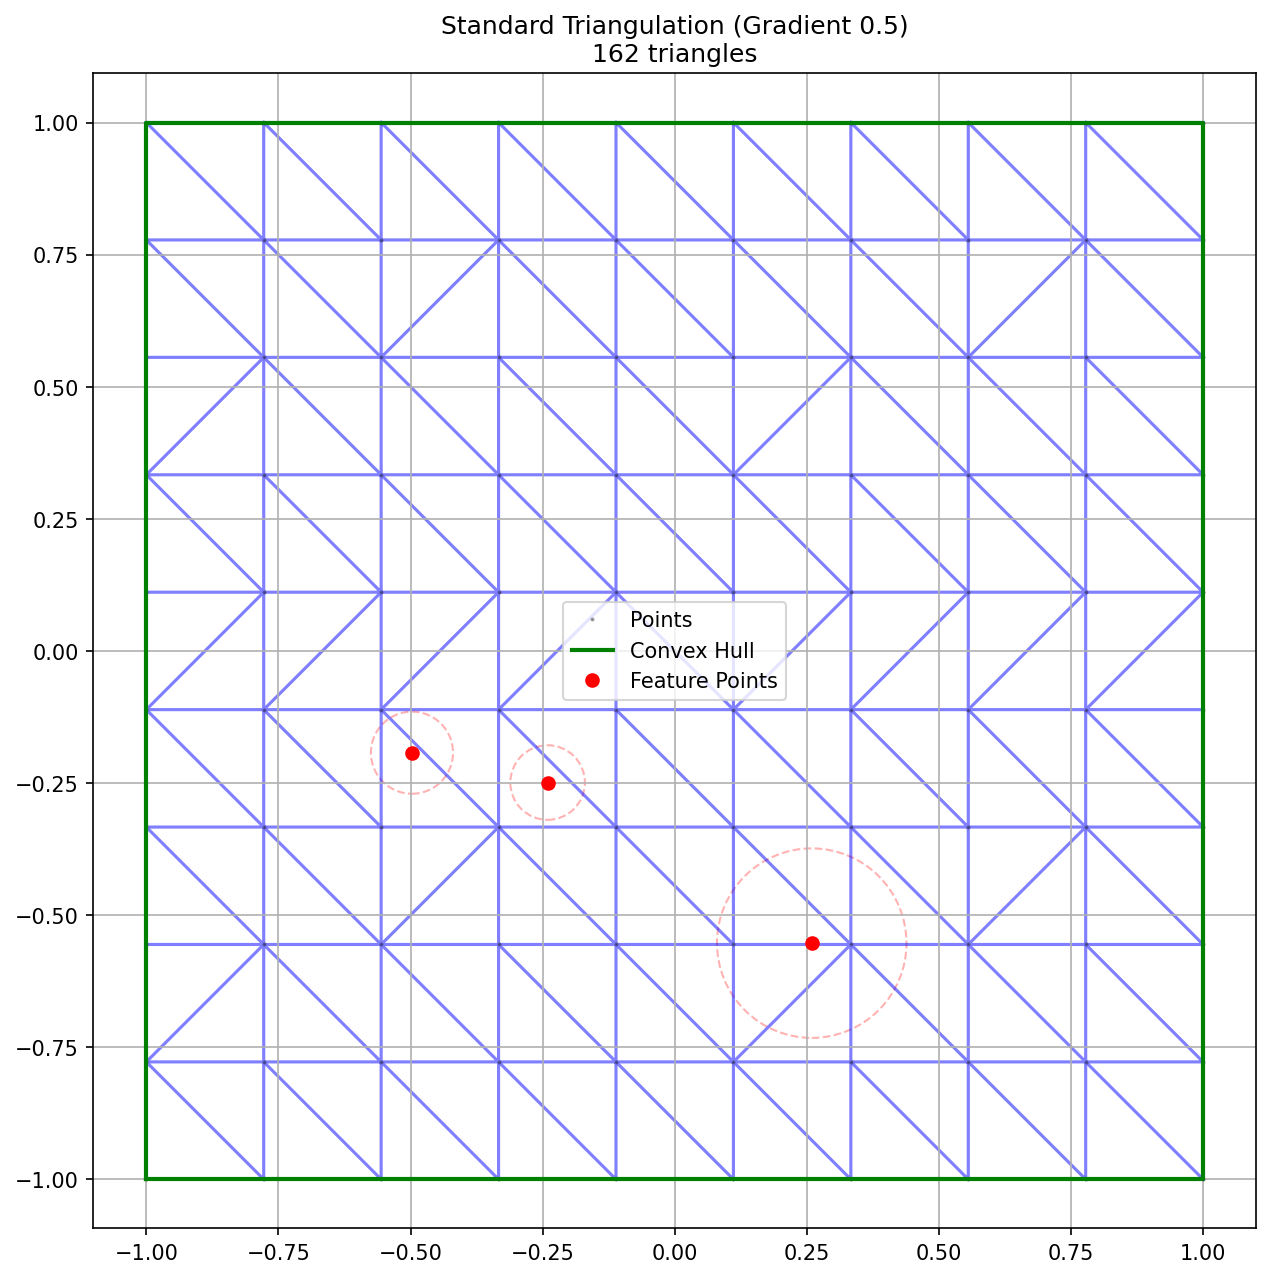 Standard Triangulation (Gradient 0.5)
162 triangles
1.00
0.75
0.50
0.25
0.00
−0.25
−0.50
−0.75
−1.00
Points
Convex Hull
Feature Points
−1.00 −0.75 −0.50 −0.25 0.00 0.25 0.50 0.75 1.00